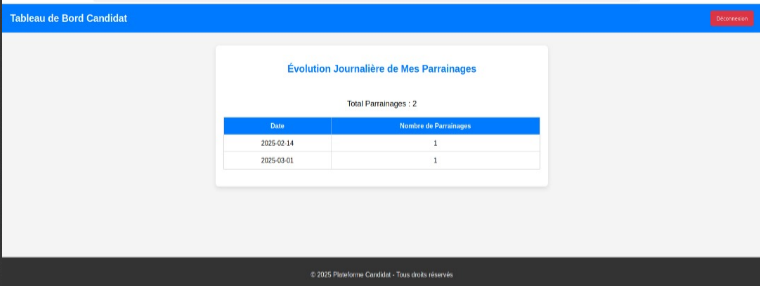 Tableau de Bord Candidat
Déconnexion
Évolution Journalière de Mes Parrainages
Total Parrainages : 2
Date Nombre de Parrainages
2025-02-14 1
2025-03-01 1
© 2025 Plateforme Candidat - Tous droits réservés